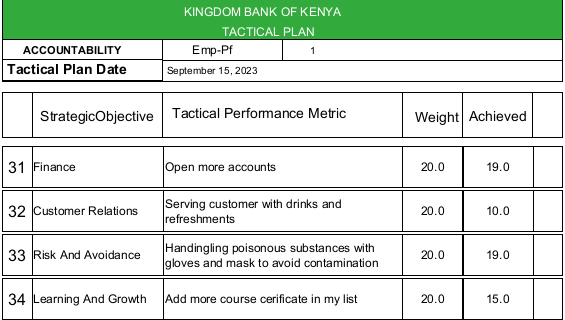 KINGDOM BANK OF KENYA
TACTICAL PLAN
ACCOUNTABILITY Emp-Pf 1
Tactical Plan Date September 15, 2023
StrategicObjective Tactical Performance Metric Weight Achieved
31 Finance Open more accounts 20.0 19.0
32 Customer Relations Serving customer with drinks and
refreshments 20.0 10.0
33 Risk And Avoidance Handingling poisonous substances with
gloves and mask to avoid contamination 20.0 19.0
34 Learning And Growth Add more course cerificate in my list 20.0 15.0